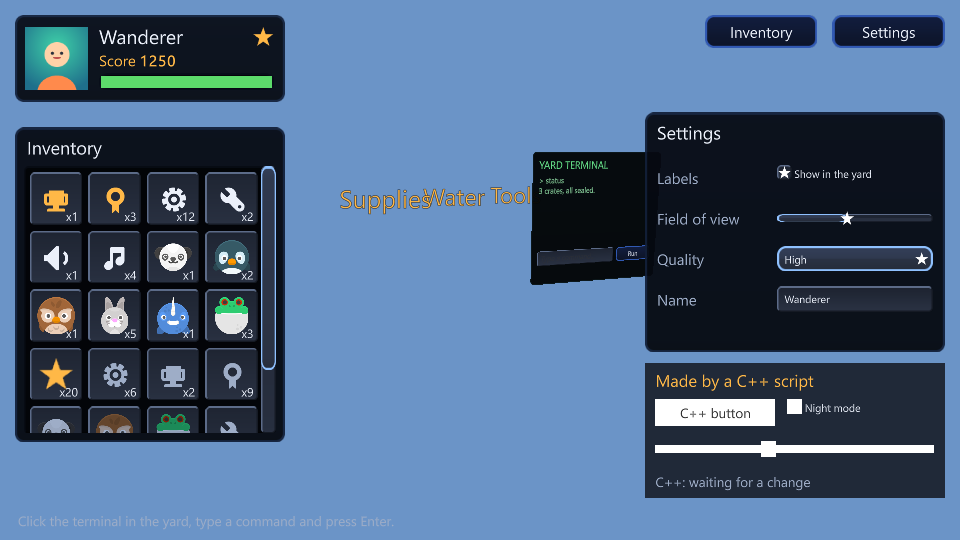 Wanderer
Score 1250
Inventory
Settings
Inventory
x1
x3
x12
x2
x1
x4
x1
x2
x1
x5
x1
x3
x20
x6
x2
x9
Supplies
Water
Tool
YARD TERMINAL
> status
3 crates, all sealed.
Run
Settings
Labels
Show in the yard
Field of view
Quality
High
Name
Wanderer
Made by a C++ script
C++ button
Night mode
C++: waiting for a change
Click the terminal in the yard, type a command and press Enter.